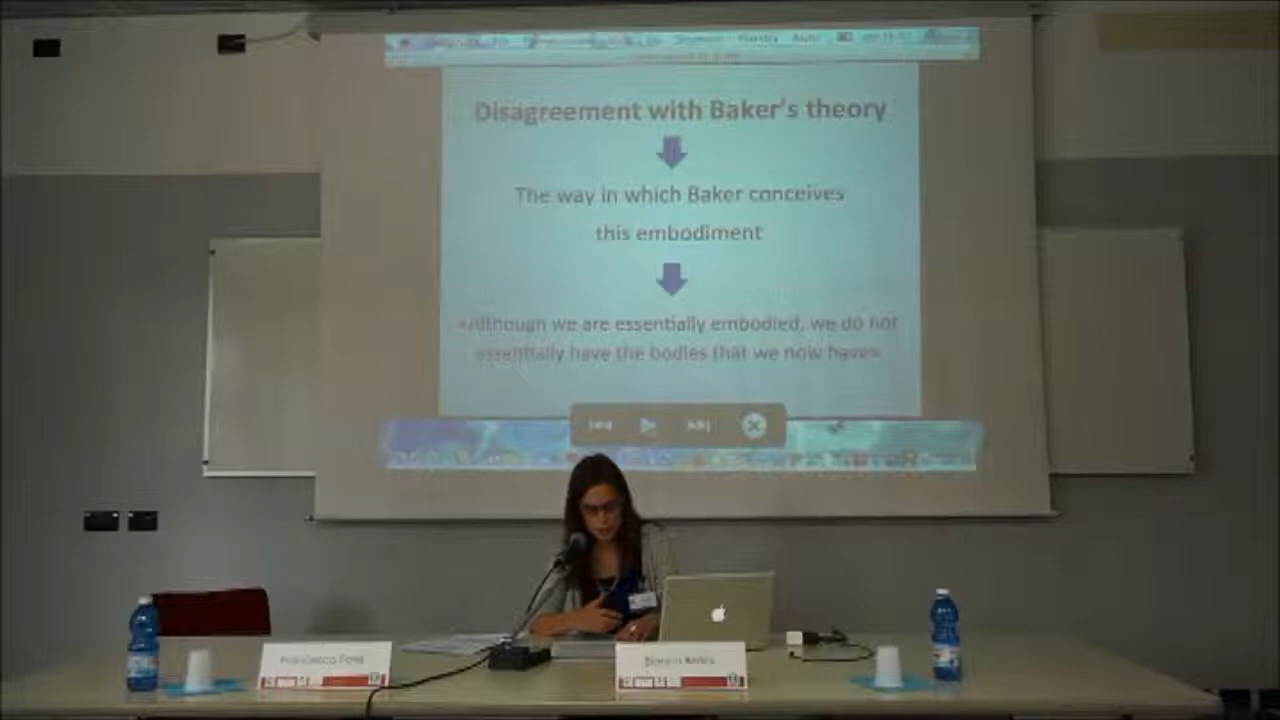 Disagreement with Baker's theory
The way in which Baker conceives
this embodiment
«Although we are essentially embodied, we do not
essentially have the bodies that we now have»